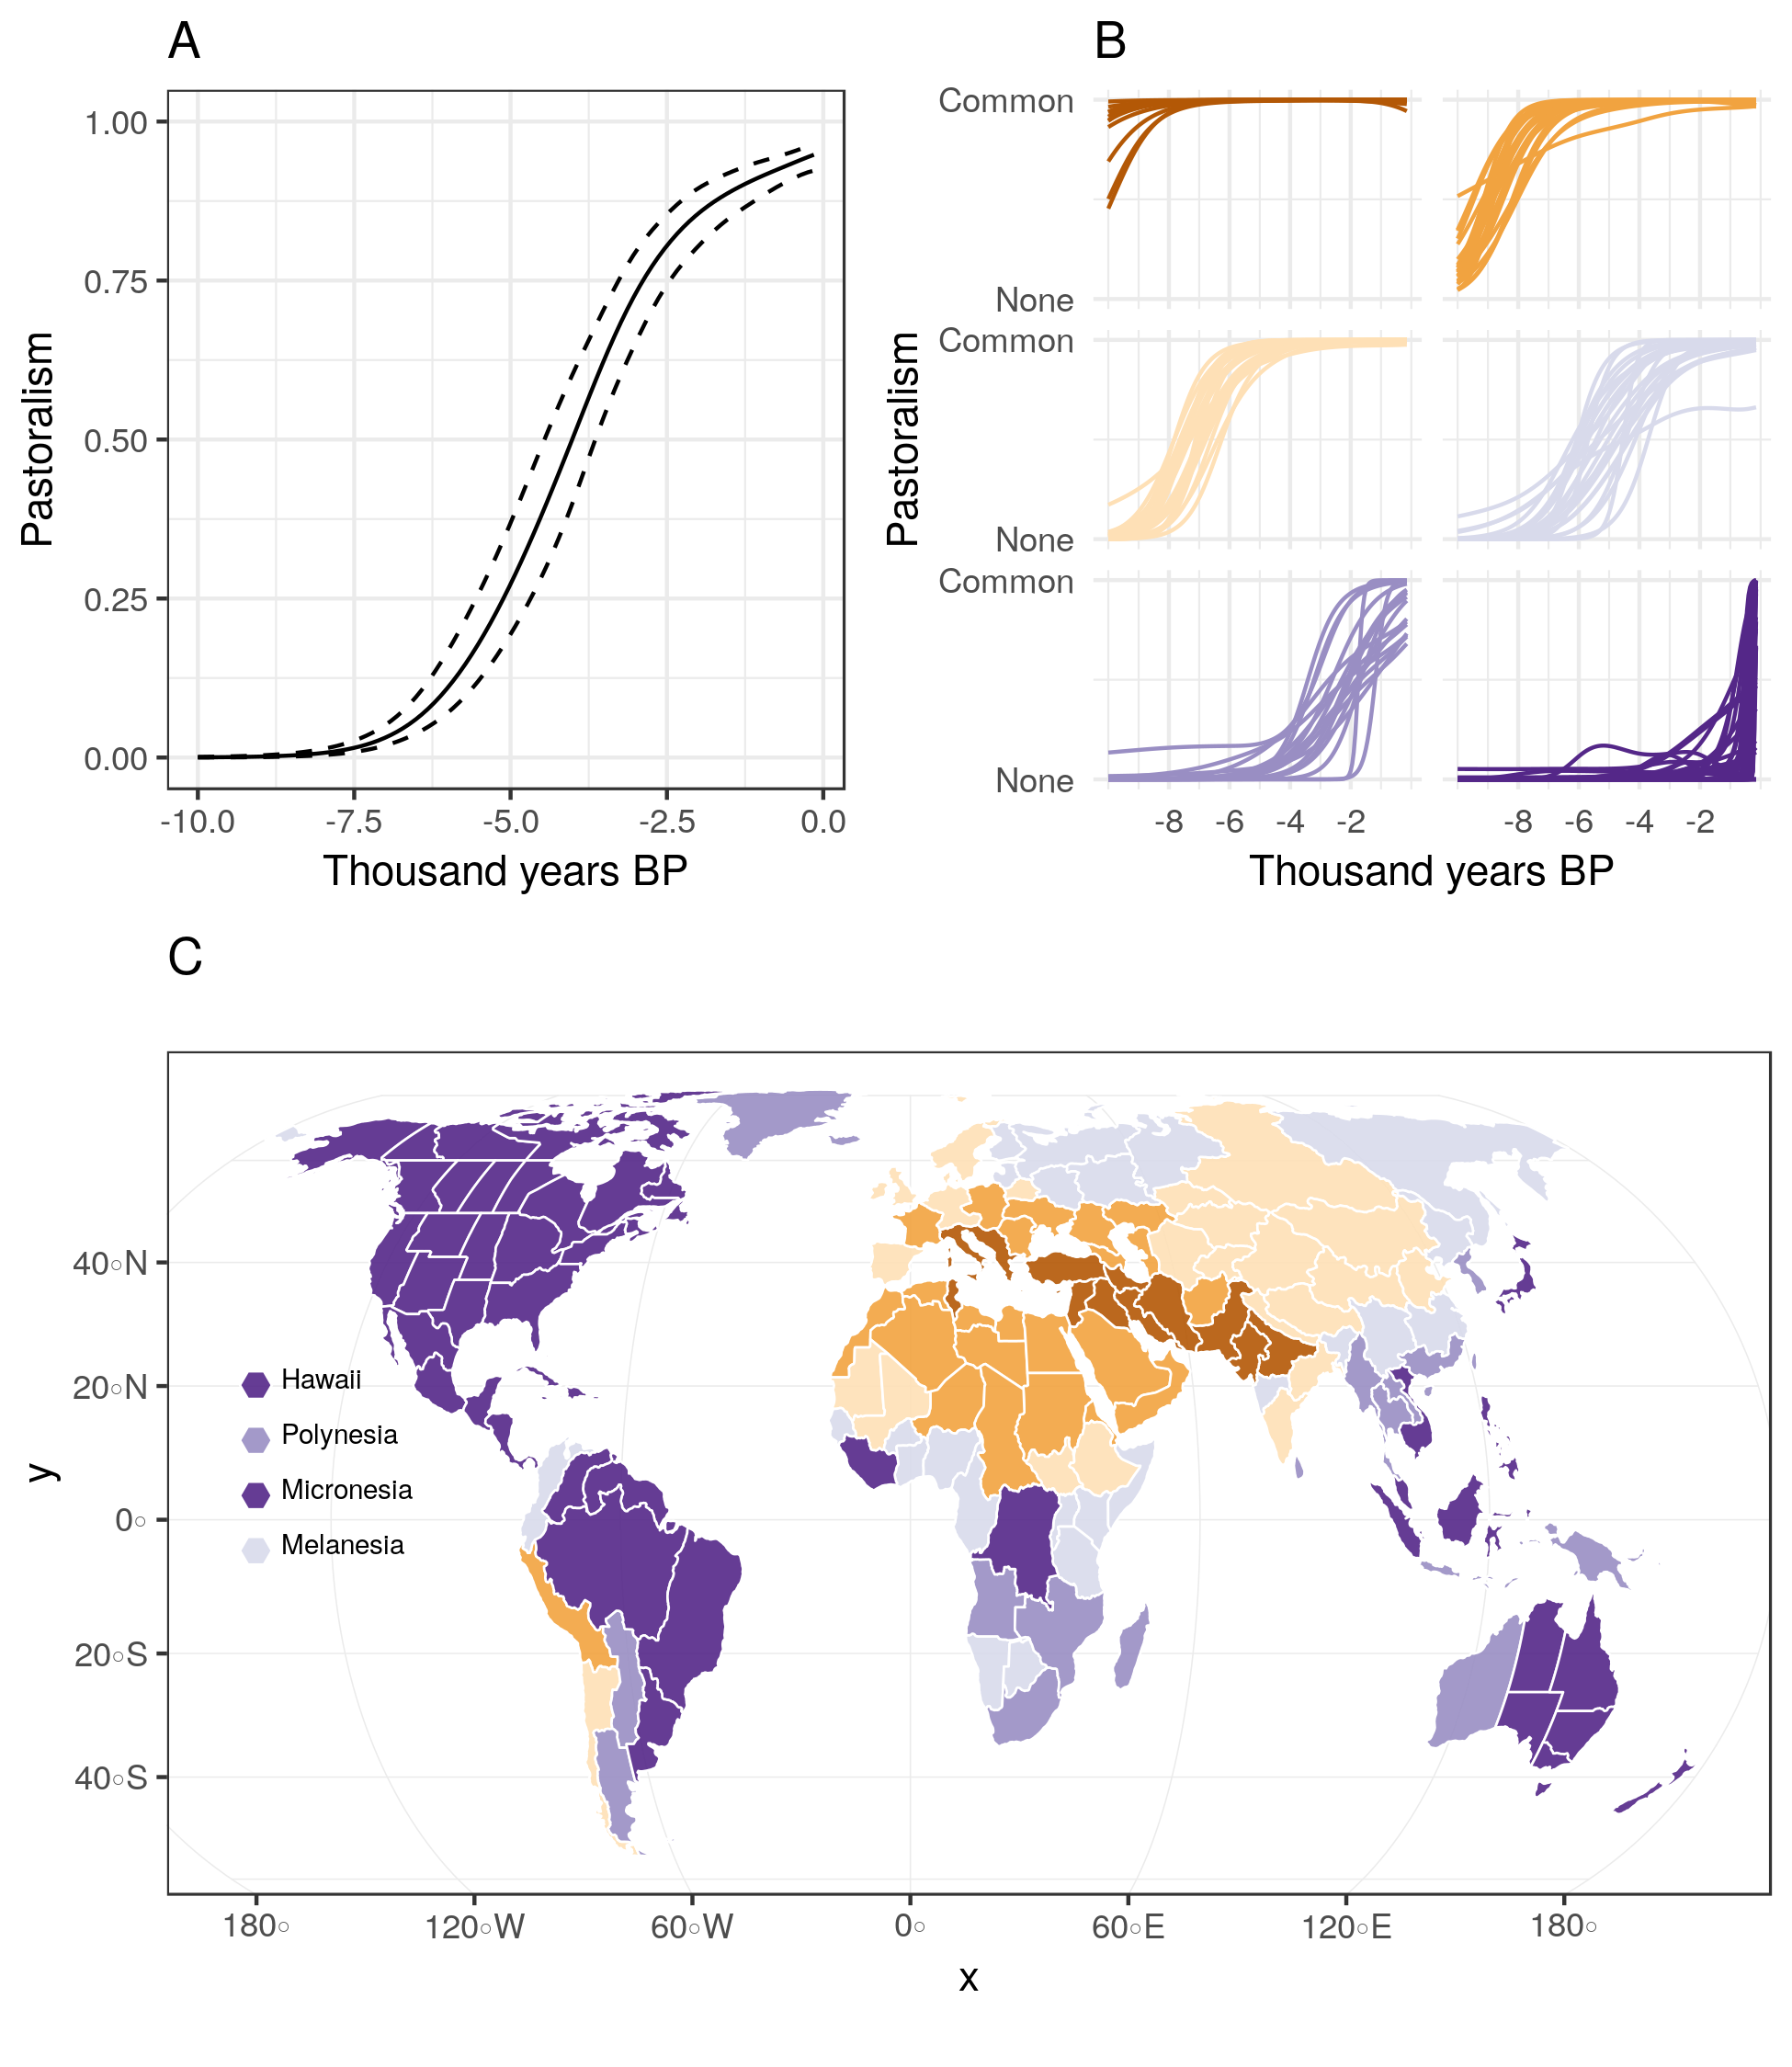 A
B
1.00
0.75
0.50
0.25
0.00
Pastoralism
-10.0
-7.5
-5.0
-2.5
0.0
Thousand years BP
Common
None
Common
None
Common
None
Pastoralism
-8
-6
-4
-2
-8
-6
-4
-2
Thousand years BP
C
40°N
20°N
0°
20°S
40°S
y
Hawaii
Polynesia
Micronesia
Melanesia
180°
120°W
60°W
0°
60°E
120°E
180°
x